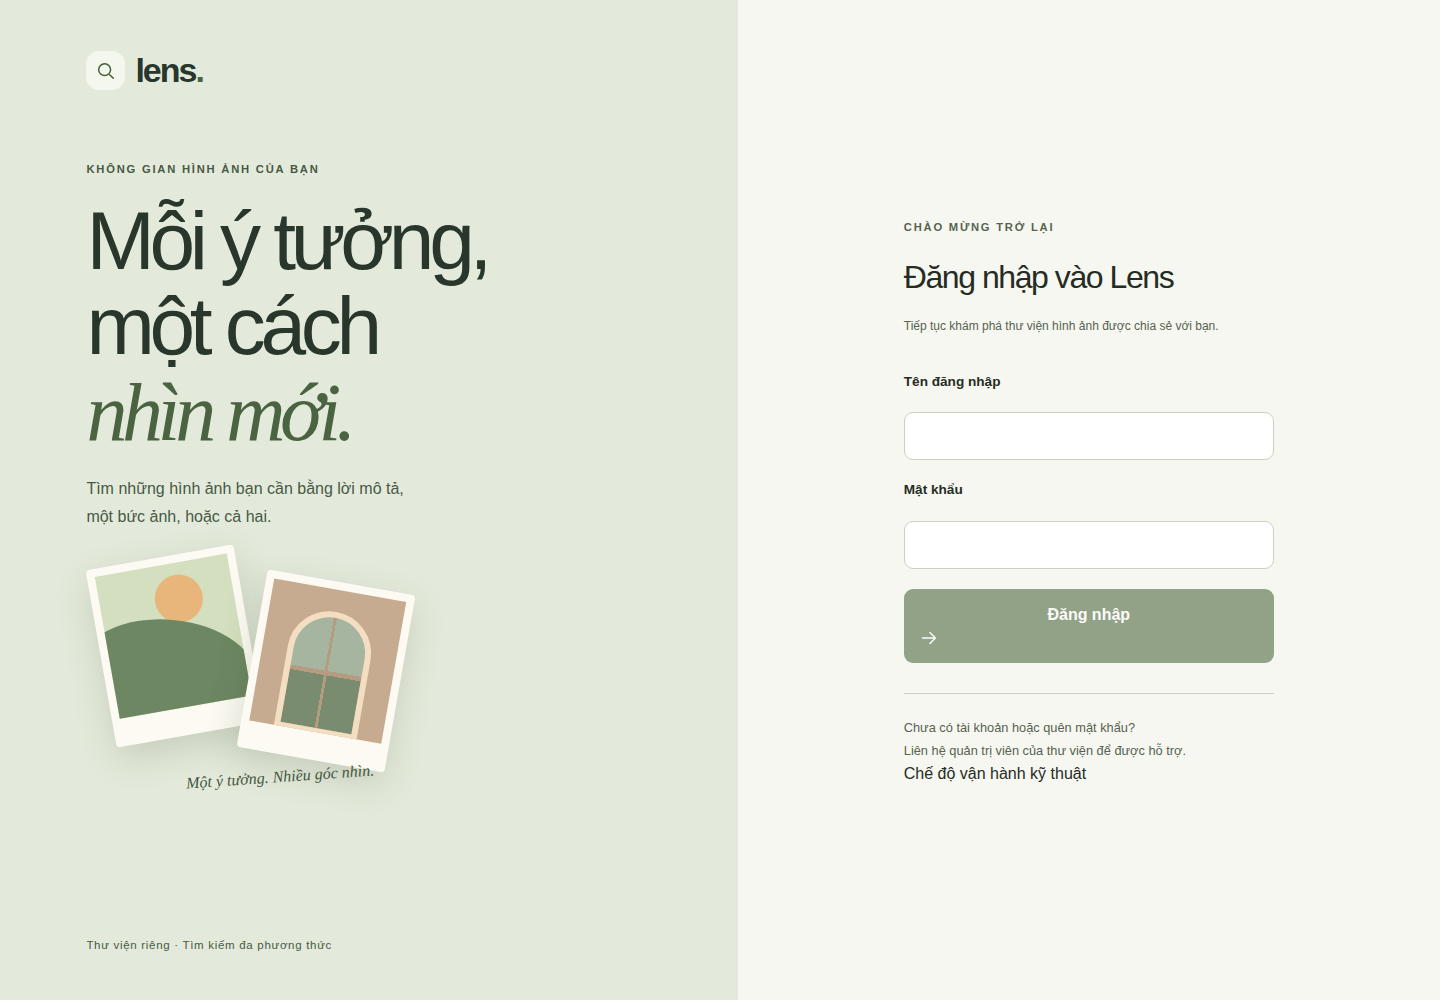 lens.
KHÔNG GIAN HÌNH ẢNH CỦA BẠN
Mỗi ý tưởng,
một cách
nhìn mới.
Tìm những hình ảnh bạn cần bằng lời mô tả,
một bức ảnh, hoặc cả hai.
Một ý tưởng. Nhiều góc nhìn.
Thư viện riêng · Tìm kiếm đa phương thức
CHÀO MỪNG TRỞ LẠI
Đăng nhập vào Lens
Tiếp tục khám phá thư viện hình ảnh được chia sẻ với bạn.
Tên đăng nhập
Mật khẩu
Đăng nhập
Chưa có tài khoản hoặc quên mật khẩu?
Liên hệ quản trị viên của thư viện để được hỗ trợ.
Chế độ vận hành kỹ thuật